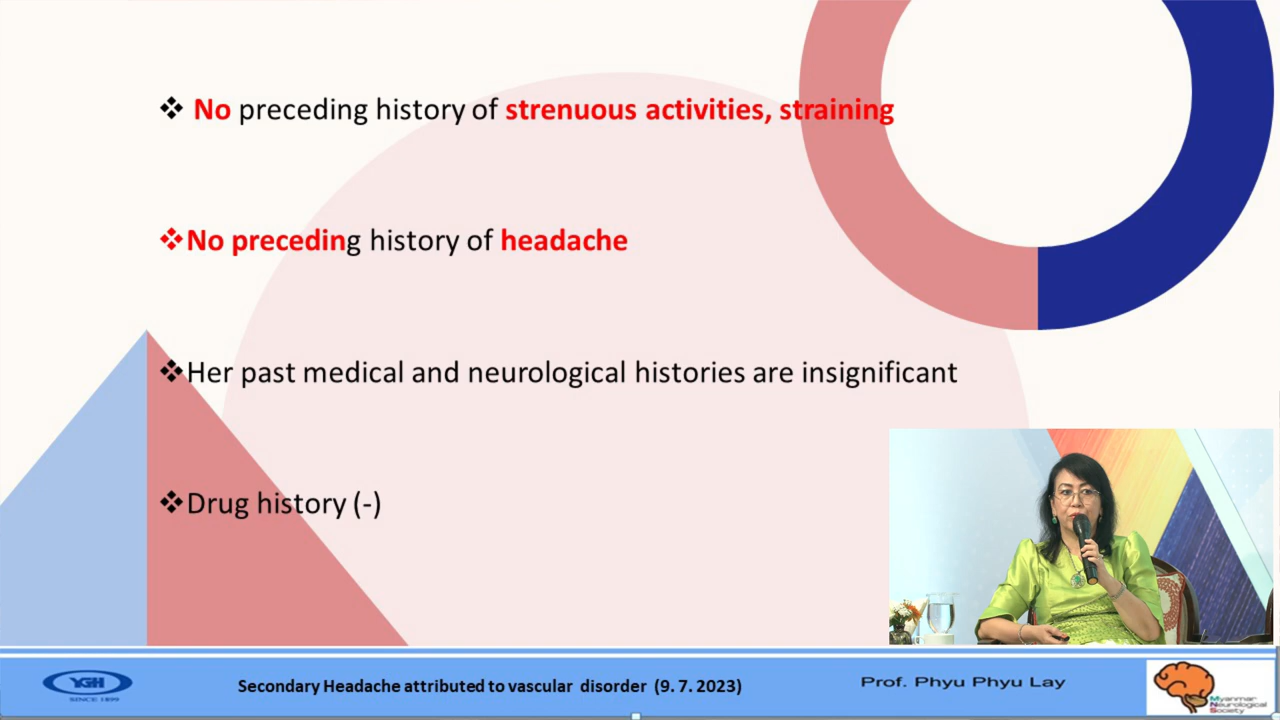 ❖ No preceding history of strenuous activities, straining
❖No preceding history of headache
❖Her past medical and neurological histories are insignificant
❖Drug history (-)
YGH
SINCE 1899
Secondary Headache attributed to vascular disorder (9. 7. 2023)
Prof. Phyu Phyu Lay
Myanmar
Neurological
Society